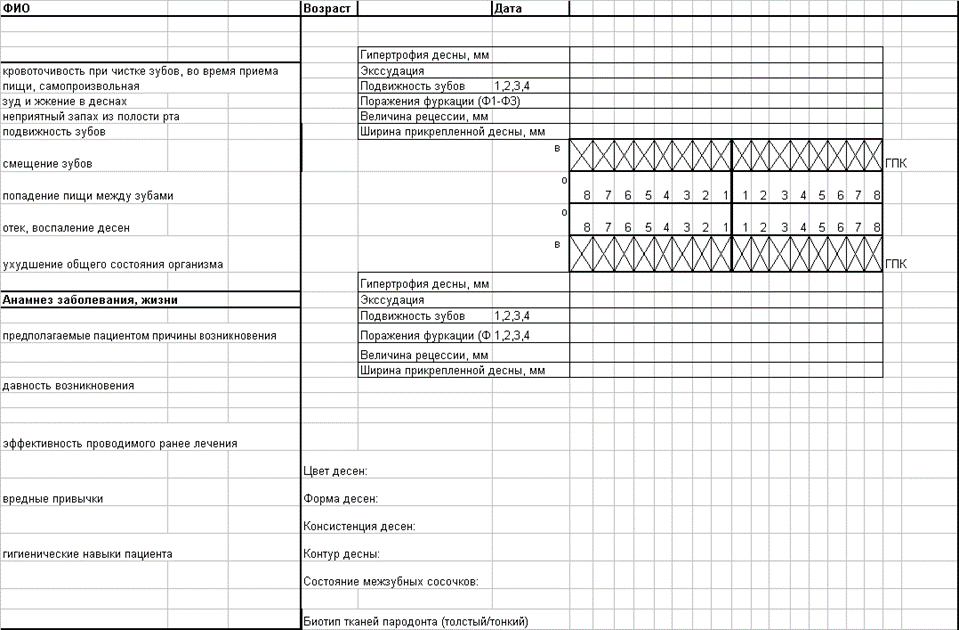 ФИО Возраст Дата
Гипертрофия десны, мм
кровоточивость при чистке зубов, во время приема Экссудация
пищи, самопроизвольная Подвижность зубов 1,2,3,4
зуд и жжение в деснах Поражения фуркации (Ф1-Ф3)
неприятный запах из полости рта Величина рецессии, мм
подвижность зубов Ширина прикрепленной десны, мм
в
смещение зубов ГПК
о
попадение пищи между зубами 8 7 6 5 4 3 2 1 1 2 3 4 5 6 7 8
о
отек, воспаление десен 8 7 6 5 4 3 2 1 1 2 3 4 5 6 7 8
в
ухудшение общего состояния организма ГПК
Гипертрофия десны, мм
Анамнез заболевания, жизни Экссудация
Подвижность зубов 1,2,3,4
предполагаемые пациентом причины возникновения Поражения фуркации (Ф 1,2,3,4
Величина рецессии, мм
Ширина прикрепленной десны, мм
давность возникновения
эффективность проводимого ранее лечения
Цвет десен:
вредные привычки Форма десен:
Консистенция десен:
гигиенические навыки пациента Контур десны:
Состояние межзубных сосочков:
Биотип тканей пародонта (толстый/тонкий)